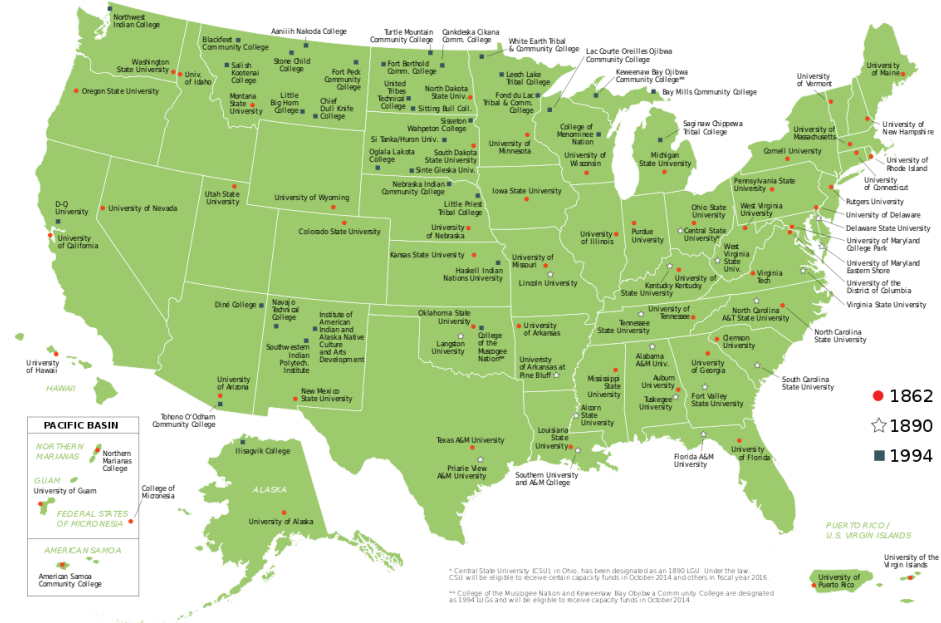 Northwest
Indian College
Washington
State University
Univ.
of Idaho
Oregon State University
Blackfeet
Community College
Aaniiih Nakoda College
Stone Child
College
Salish
Kootenai
College
Fort Peck
Community
College
Montana
State
University
Little
Big Horn
College
Chief
Dull Knife
College
Turtle Mountain
Community College
Cankdeska Cikana
Comm. College
White Earth Tribal
& Community College
Lac Courte Oreilles Ojibwa
Community College
Keweenaw Bay Ojibwa
Community College**
Bay Mills Community College
Fort Berthold
Comm. College
Leech Lake
Tribal College
United
Tribes
Technical
College
North Dakota
State Univ.
Fond du Lac
Tribal & Comm.
College
Sitting Bull Coll.
Sisseton
Wahpeton College
Si Tanka/Huron Univ.
Oglala Lakota
College
South Dakota
State University
Sinte Gleska Univ.
University of
Minnesota
College of
Menominee
Nation
University of
Wisconsin
Saginaw Chippewa
Tribal College
Michigan
State University
University
of Vermont
University
of Maine
University of
New Hampshire
University of
Massachusetts
Cornell University
University of
Rhode Island
University
of Connecticut
Pennsylvania State
University
Rutgers University
University of Delaware
Delaware State University
University of Maryland
College Park
University of Maryland
Eastern Shore
University of the
District of Columbia
Virginia State University
D-Q
University
University of Nevada
University
of California
Utah State
University
University of Wyoming
Colorado State University
Nebraska Indian
Community College
Little Priest
Tribal College
Iowa State University
University
of Nebraska
Kansas State University
Haskell Indian
Nations University
University of
Missouri
Lincoln University
University
of Illinois
Purdue
University
Ohio State
University
Central State
University*
West Virginia
University
West
Virginia
State
Univ.
Virginia
Tech
Kentucky
State University
University of
Kentucky
Diné College
Navajo
Technical
College
Institute of
American
Indian and
Alaska Native
Culture
and Arts
Development
Southwestern
Indian
Polytech.
Institute
Oklahoma State
University
Langston
University
College
of the
Muscogee
Nation**
University
of Arkansas
Univeristy
of Arkansas at
Pine Bluff
Tennessee
State University
University of
Tennessee
North Carolina
A&T State University
North Carolina
State University
Clemson
University
South Carolina
State University
University
of Georgia
Fort Valley
State University
Alabama
A&M Univ.
Auburn
University
Tuskegee
University
Mississippi
State
University
Alcorn
State
University
Louisiana
State
University
Southern University
and A&M College
Florida A&M
University
University
of Florida
University
of Arizona
Tohono O'Odham
Community College
New Mexico
State University
Texas A&M University
Priarie View
A&M University
University
of Hawaii
HAWAII
PACIFIC BASIN
NORTHERN
MARIANAS
Northern
Marianas
College
GUAM
University of Guam
College of
Micronesia
FEDERAL STATES
OF MICRONESIA
AMERICAN SAMOA
American Samoa
Community College
Ilisagvik College
ALASKA
University of Alaska
1862
1890
1994
PUERTO RICO /
U.S. VIRGIN ISLANDS
University of the
Virgin Islands
University of
Puerto Rico
* Central State University (CSU), in Ohio, has been designated as an 1890 LGU. Under the law,
CSU will be eligible to receive certain capacity funds in October 2014 and others in fiscal year 2016.
** College of the Muscogee Nation and Keweenaw Bay Objibwa Community College are designated
as 1994 LUGs and will be eligible to receive capacity funds in October 2014.